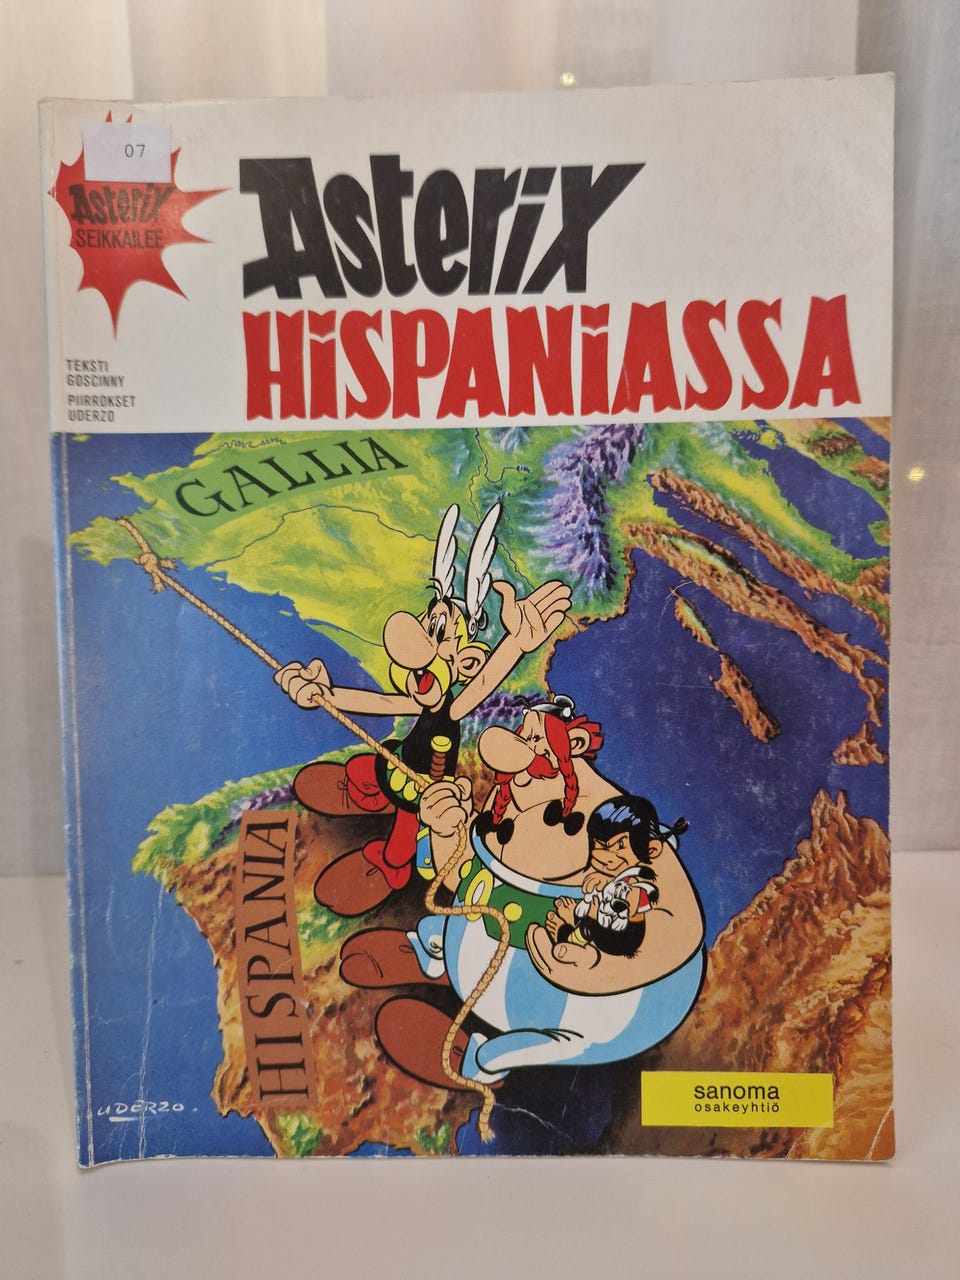 07
Asterix
SEIKKAILEE
Asterix
HISPANIASSA
TEKSTI
GOSCINNY
PIIRROKSET
UDERZO
GALLIA
HISPANIA
UDERZO.
sanoma
osakeyhtiö